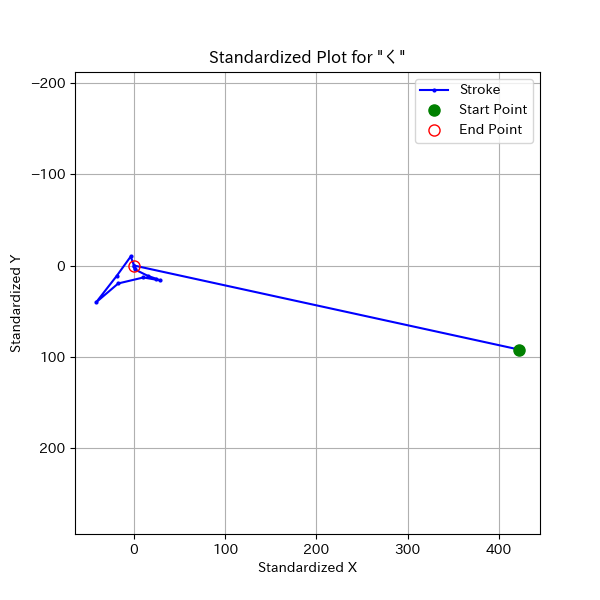 Standardized Plot for "く"
Stroke
Start Point
End Point
−200
−100
0
100
200
Standardized Y
0 100 200 300 400
Standardized X